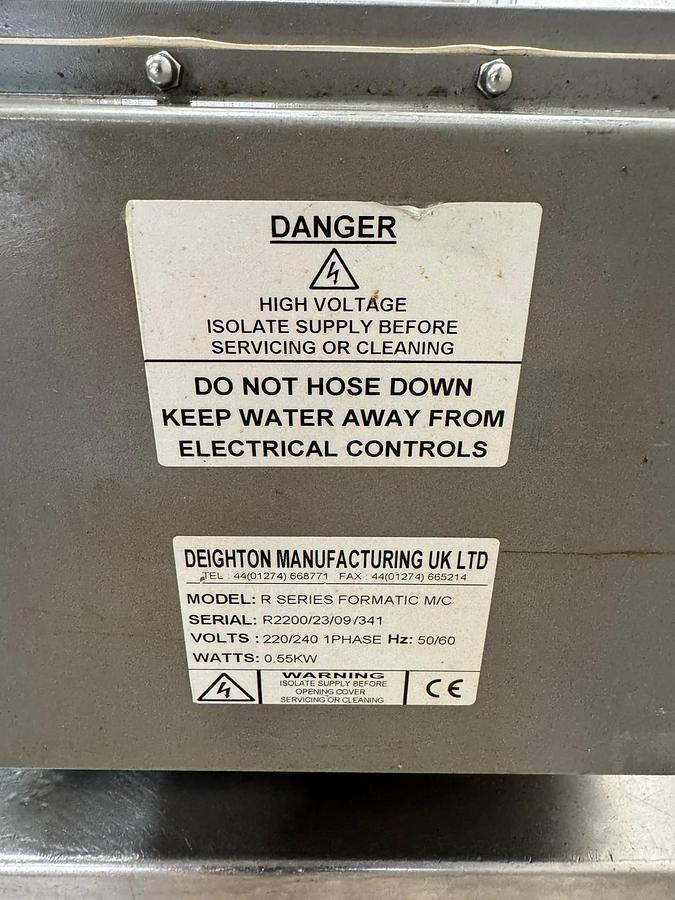 DANGER
HIGH VOLTAGE
ISOLATE SUPPLY BEFORE
SERVICING OR CLEANING
DO NOT HOSE DOWN
KEEP WATER AWAY FROM
ELECTRICAL CONTROLS
DEIGHTON MANUFACTURING UK LTD
TEL : 44(01274) 668771 FAX : 44(01274) 665214
MODEL: R SERIES FORMATIC M/C
SERIAL: R2200/23/09/341
VOLTS : 220/240 1PHASE Hz: 50/60
WATTS: 0.55KW
WARNING
ISOLATE SUPPLY BEFORE
OPENING COVER
SERVICING OR CLEANING
CE